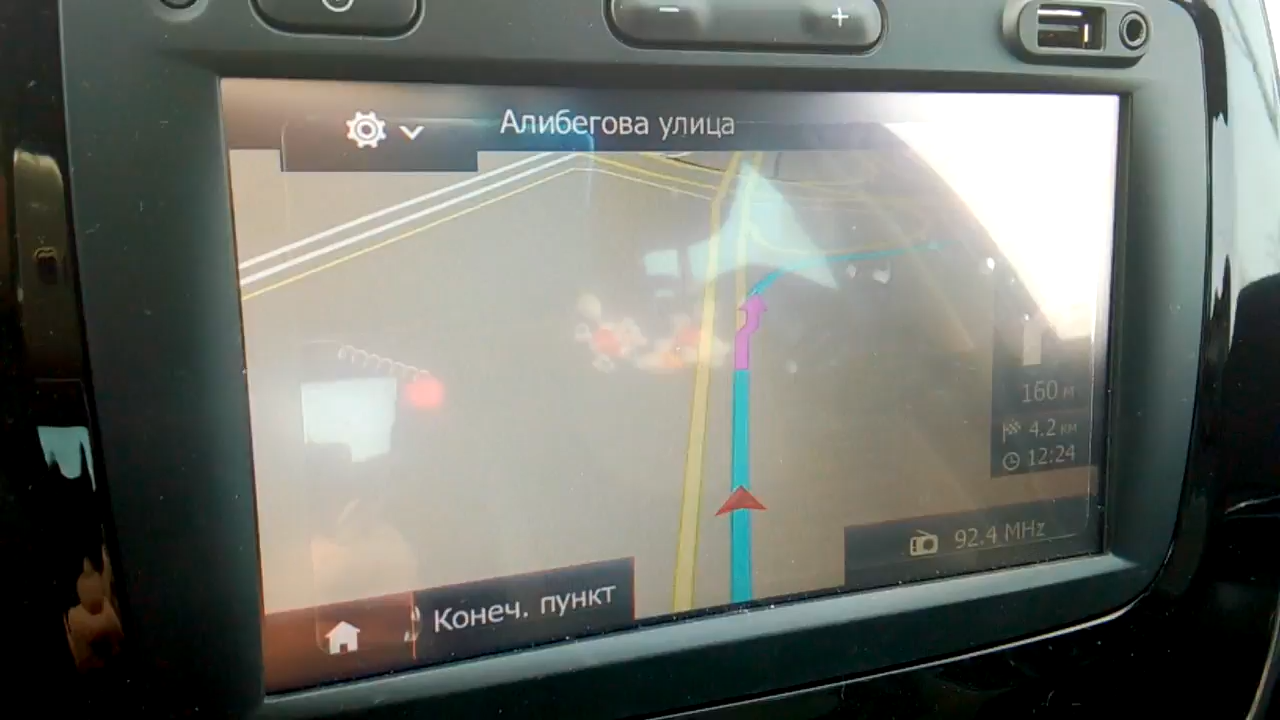 Алибегова улица
160 м
4.2 км
12:24
92.4 MHz
Конеч. пункт